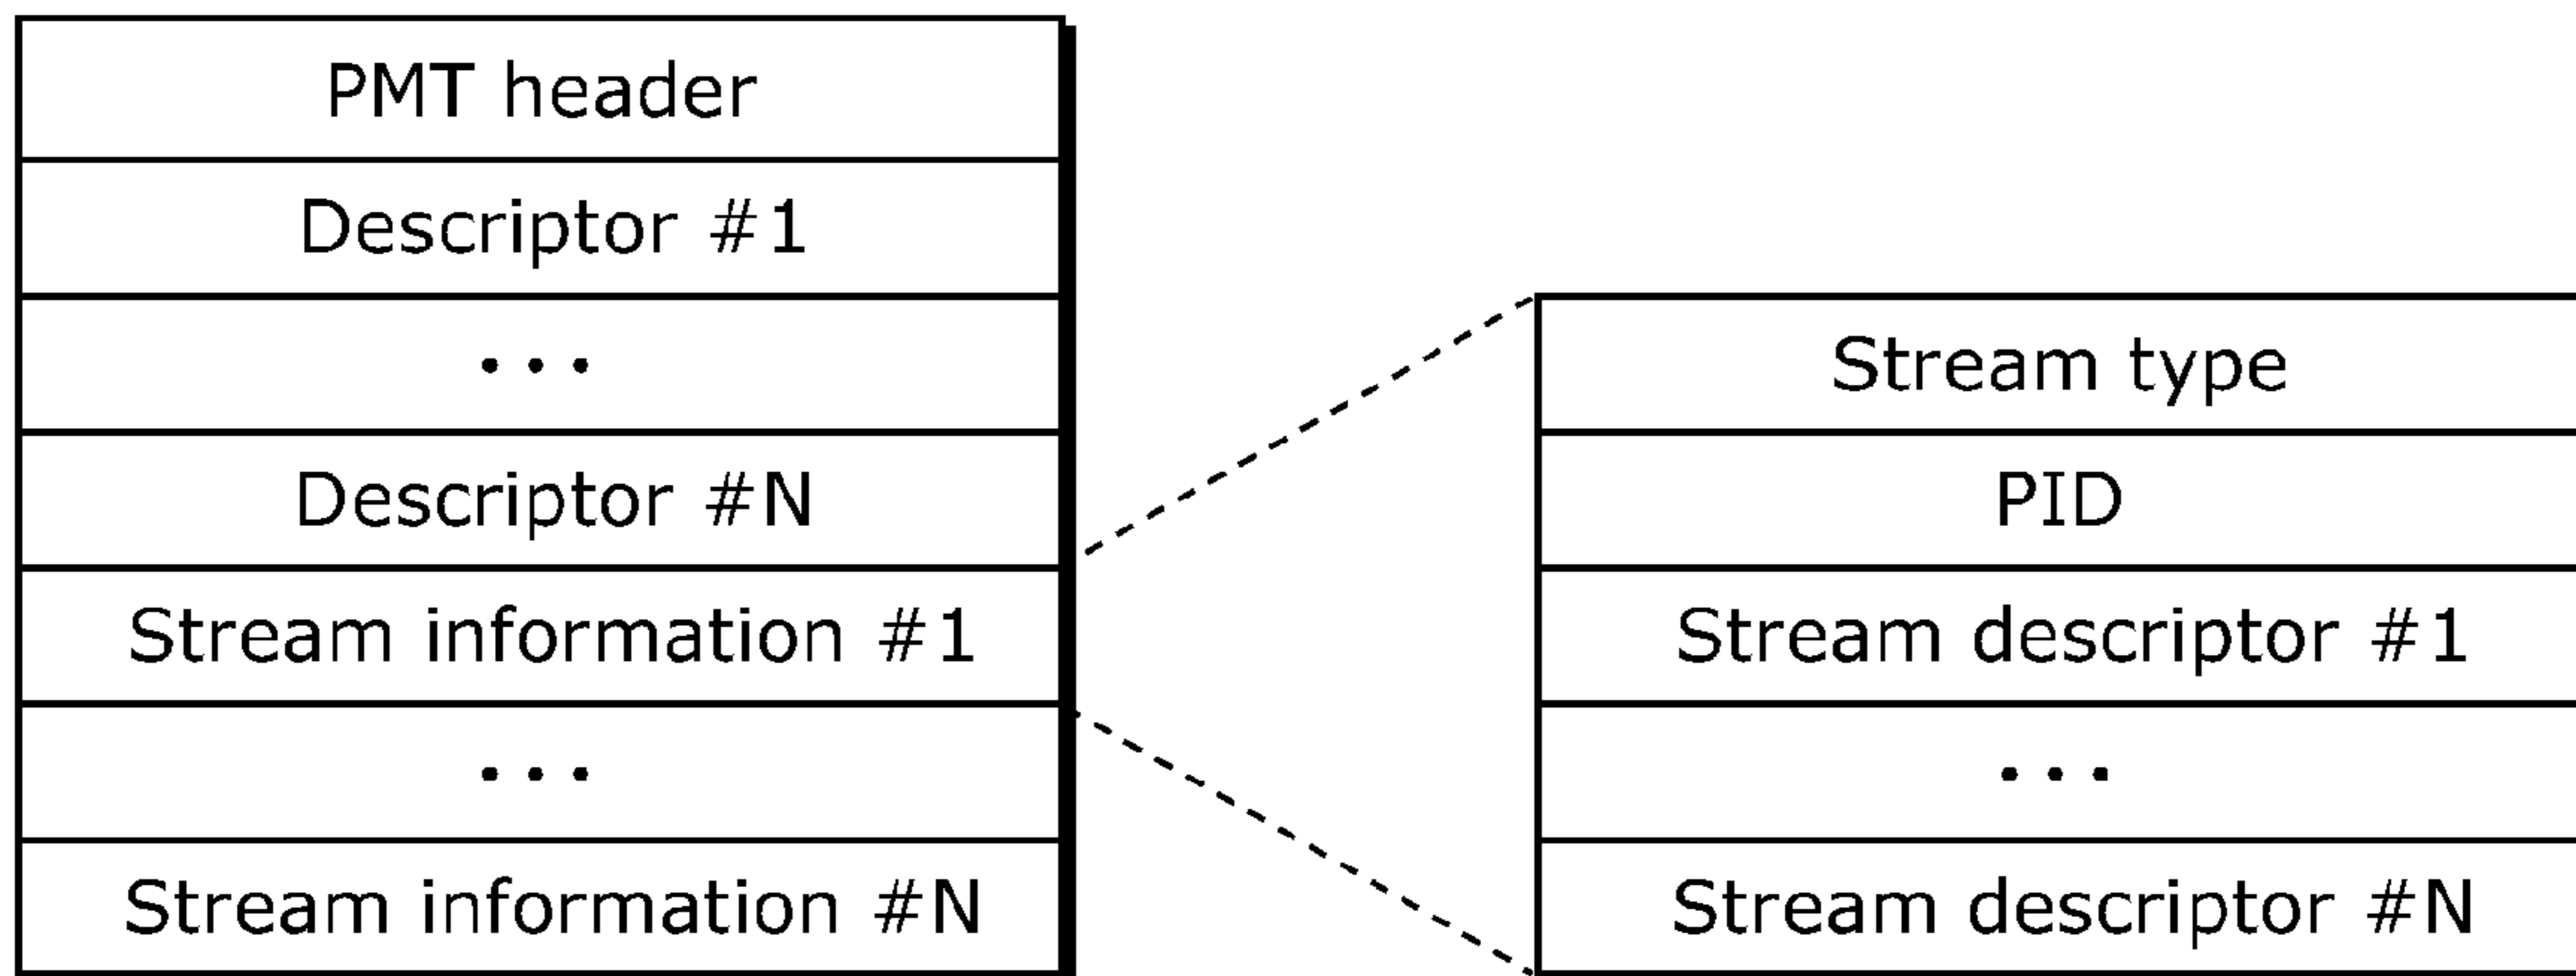 PMT header
Descriptor #1
...
Descriptor #N
Stream information #1
...
Stream information #N
Stream type
PID
Stream descriptor #1
...
Stream descriptor #N